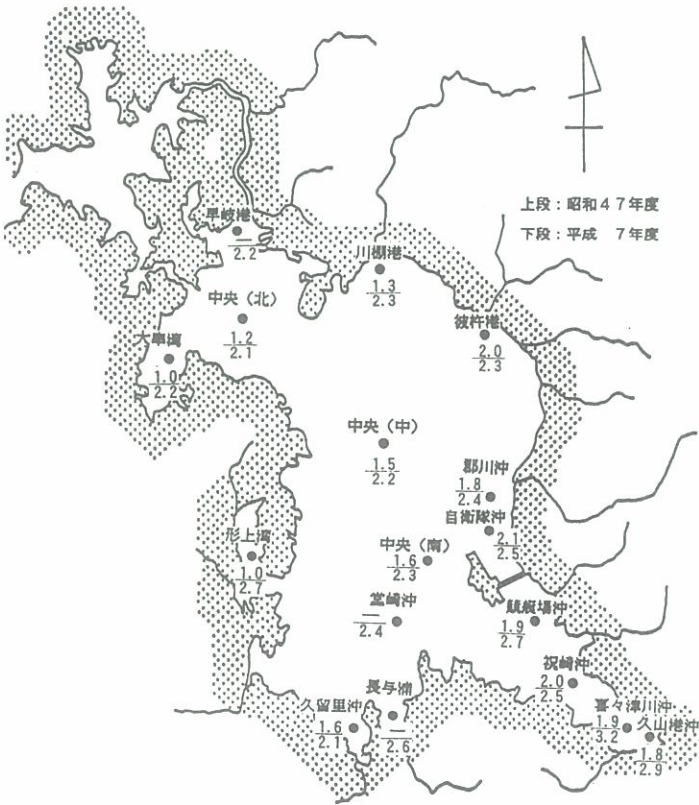 上段：昭和47年度
下段：平成　7年度
早岐港
—
2.2
川棚港
1.3
2.3
中央（北）
1.2
2.1
彼杵港
2.0
2.3
大串湾
1.0
2.2
中央（中）
1.5
2.2
郡川沖
1.8
2.4
自衛隊沖
2.1
2.5
形上湾
1.0
2.7
中央（南）
1.6
2.3
堂崎沖
—
2.4
競艇場沖
1.9
2.7
祝崎沖
2.0
2.5
長与浦
—
2.6
久留里沖
1.6
2.1
喜々津川沖
1.9
3.2
久山港沖
1.8
2.9